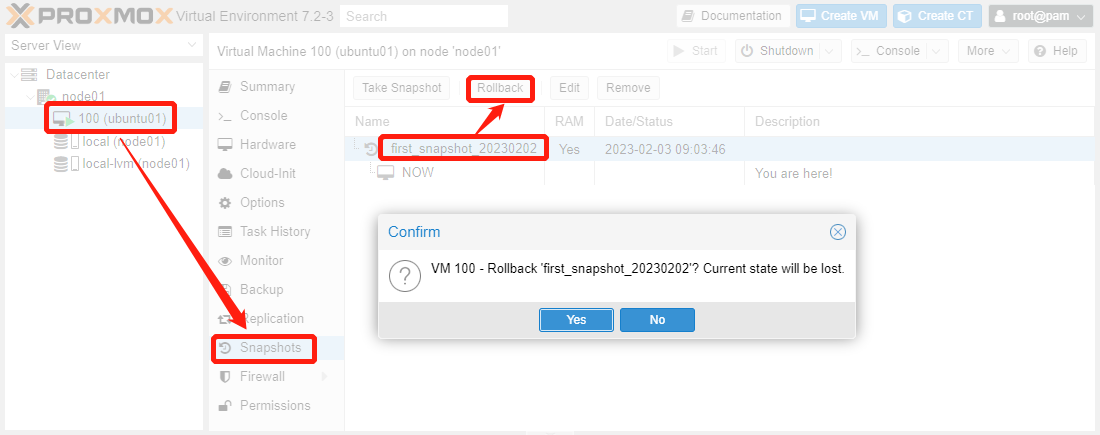 PROXMOX Virtual Environment 7.2-3 Search Documentation Create VM Create CT root@pam
Server View
Datacenter
node01
100 (ubuntu01)
local (node01)
local-lvm (node01)
Virtual Machine 100 (ubuntu01) on node 'node01'
Start Shutdown Console More Help
Summary
Console
Hardware
Cloud-Init
Options
Task History
Monitor
Backup
Replication
Snapshots
Firewall
Permissions
Take Snapshot Rollback Edit Remove
Name RAM Date/Status Description
first_snapshot_20230202 Yes 2023-02-03 09:03:46
NOW You are here!
Confirm
VM 100 - Rollback 'first_snapshot_20230202'? Current state will be lost.
Yes No